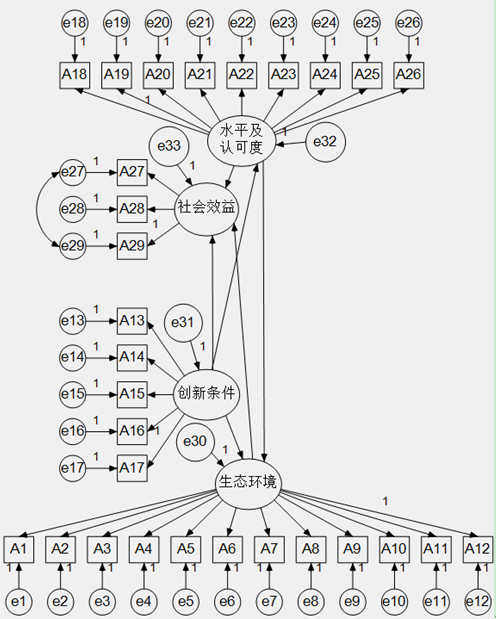 e18 e19 e20 e21 e22 e23 e24 e25 e26
1 1 1 1 1 1 1 1 1
A18 A19 A20 A21 A22 A23 A24 A25 A26
1
水平及
认可度
1
e32
e33
1
e27 1 A27
e28 1 A28
社会效益
1
e29 1 A29
e13 1 A13
e31
1
e14 1 A14
e15 1 A15
创新条件
e16 1 A16
1
e30
1
e17 1 A17
生态环境
1
A1 A2 A3 A4 A5 A6 A7 A8 A9 A10 A11 A12
1 1 1 1 1 1 1 1 1 1 1 1
e1 e2 e3 e4 e5 e6 e7 e8 e9 e10 e11 e12